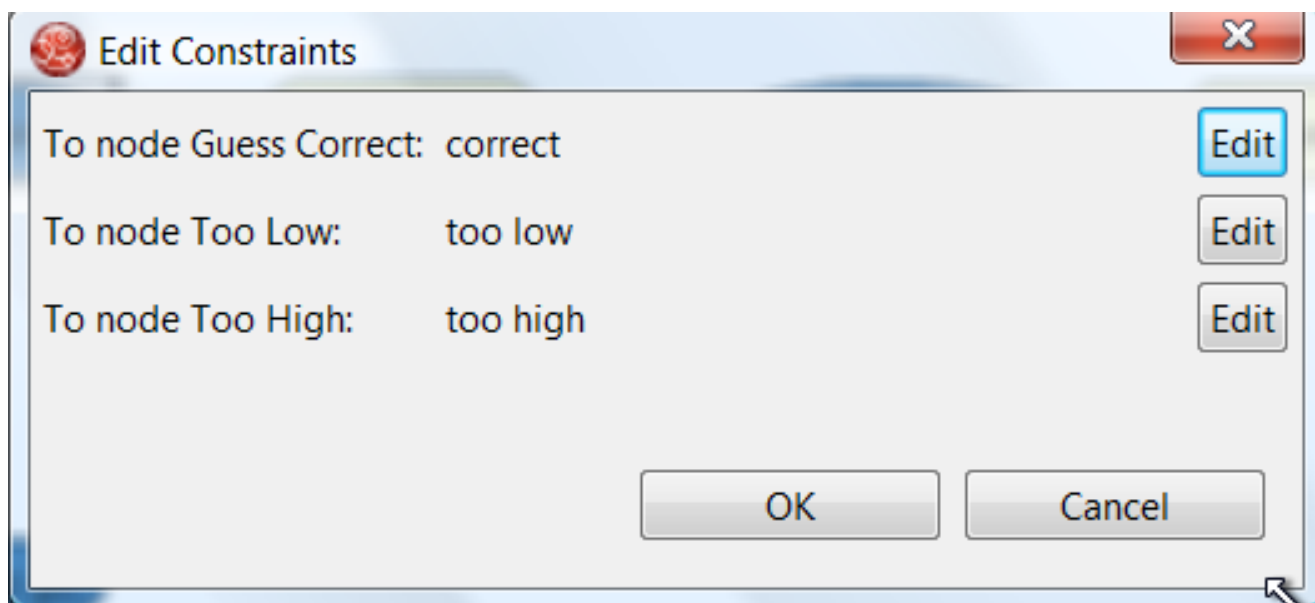 Edit Constraints
To node Guess Correct: correct Edit
To node Too Low: too low Edit
To node Too High: too high Edit
OK Cancel